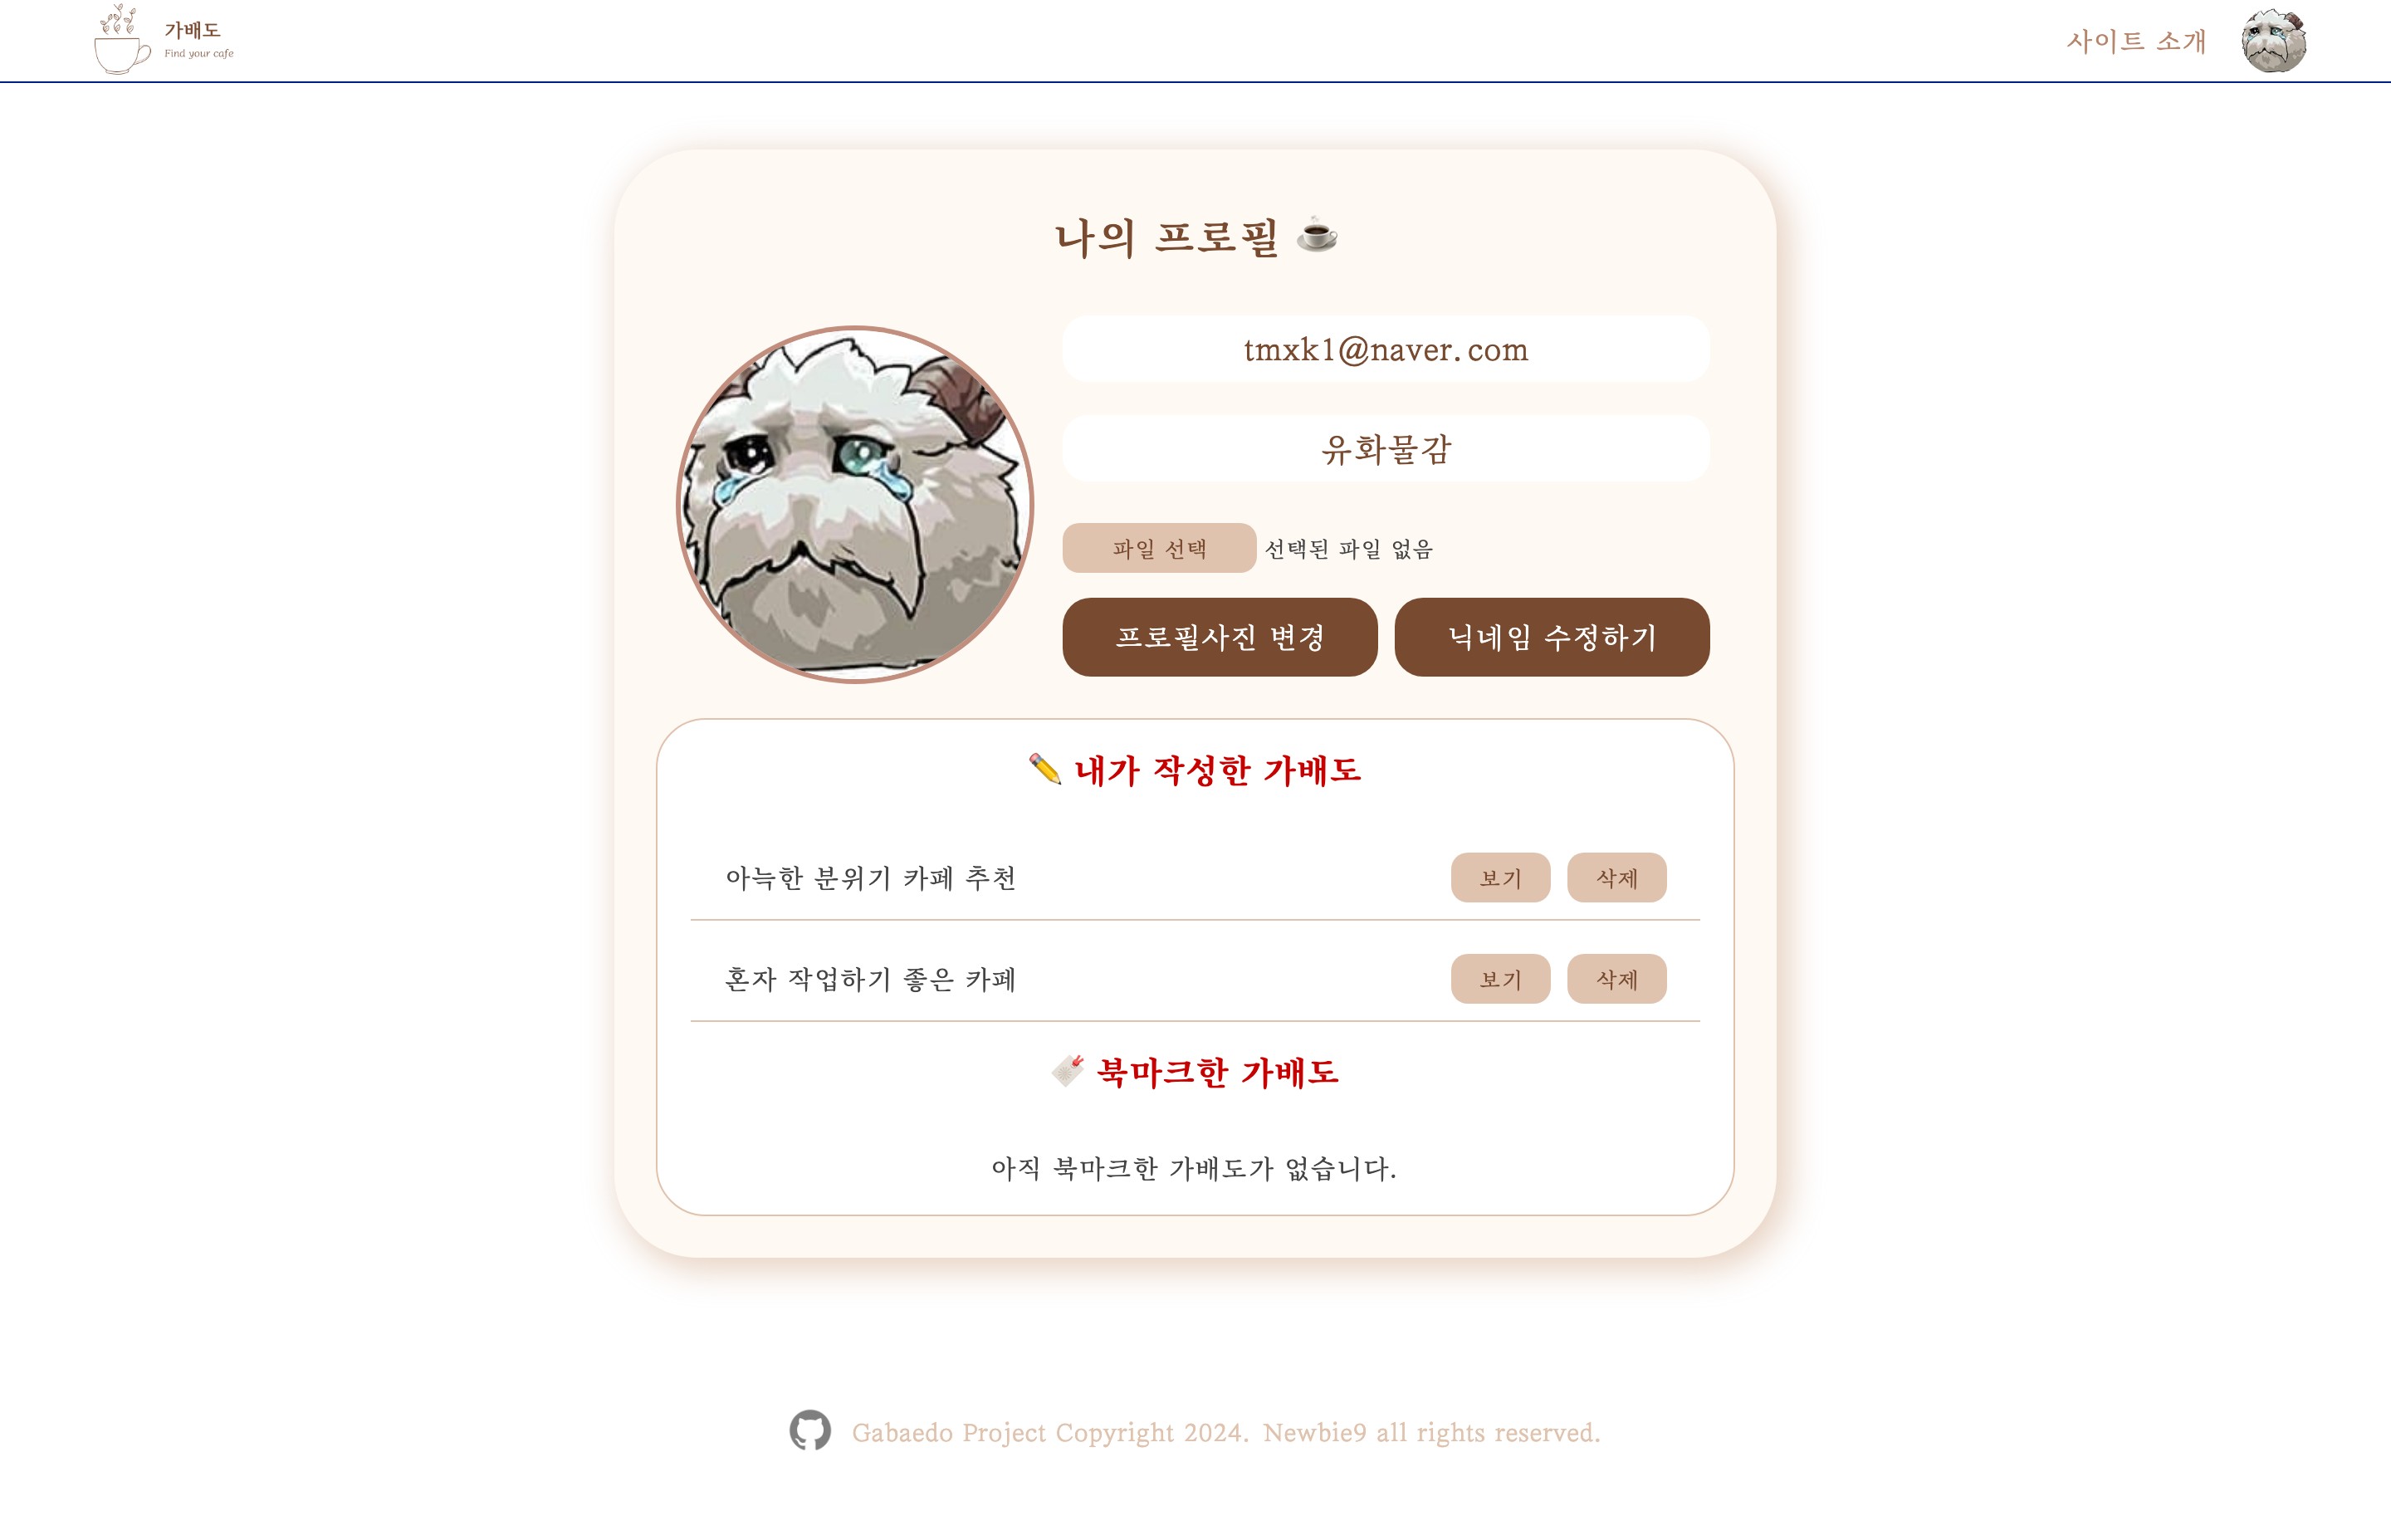 가배도
Find your cafe
사이트 소개
나의 프로필
tmxk1@naver.com
유화물감
파일 선택 선택된 파일 없음
프로필사진 변경 닉네임 수정하기
내가 작성한 가배도
아늑한 분위기 카페 추천 보기 삭제
혼자 작업하기 좋은 카페 보기 삭제
북마크한 가배도
아직 북마크한 가배도가 없습니다.
Gabaedo Project Copyright 2024. Newbie9 all rights reserved.